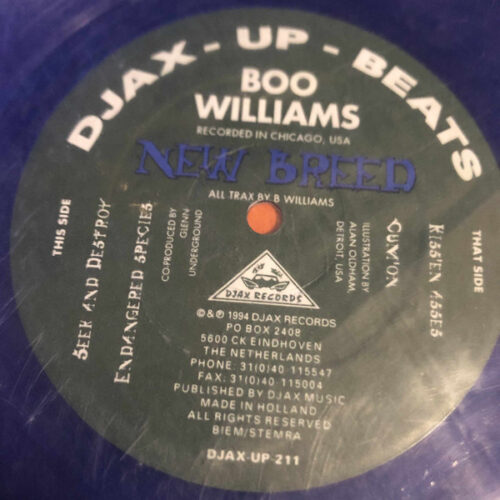 DJAX - UP - BEATS
BOO
WILLIAMS
RECORDED IN CHICAGO, USA
NEW BREED
ALL TRAX BY B WILLIAMS
THIS SIDE
SEEK AND DESTROY
ENDANGERED SPECIES
CO-PRODUCED BY
GLENN
UNDERGROUND
THAT SIDE
KISS'EN ASSES
ILLUSTRATION BY
ALAN OLDHAM,
DETROIT, USA
DJAX RECORDS
©&℗ 1994 DJAX RECORDS
PO BOX 2408
5600 CK EINDHOVEN
THE NETHERLANDS
PHONE: 31(0)40 115547
FAX: 31(0)40 115004
PUBLISHED BY DJAX MUSIC
MADE IN HOLLAND
ALL RIGHTS RESERVED
BIEM/STEMRA
DJAX-UP-211